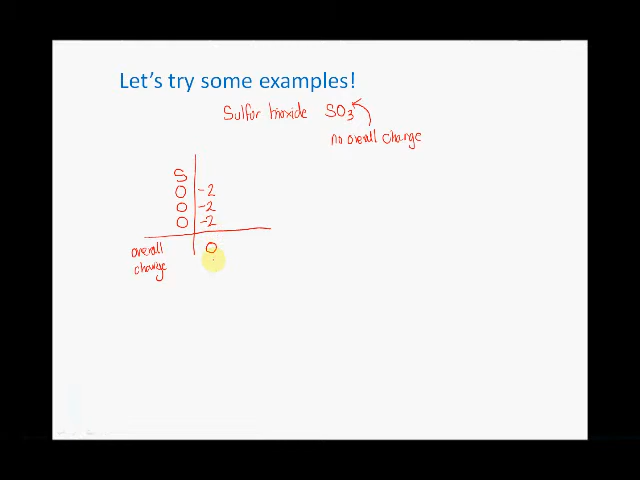 Let's try some examples!
Sulfur trioxide SO3
no overall charge
S
O -2
O -2
O -2
overall 0
charge